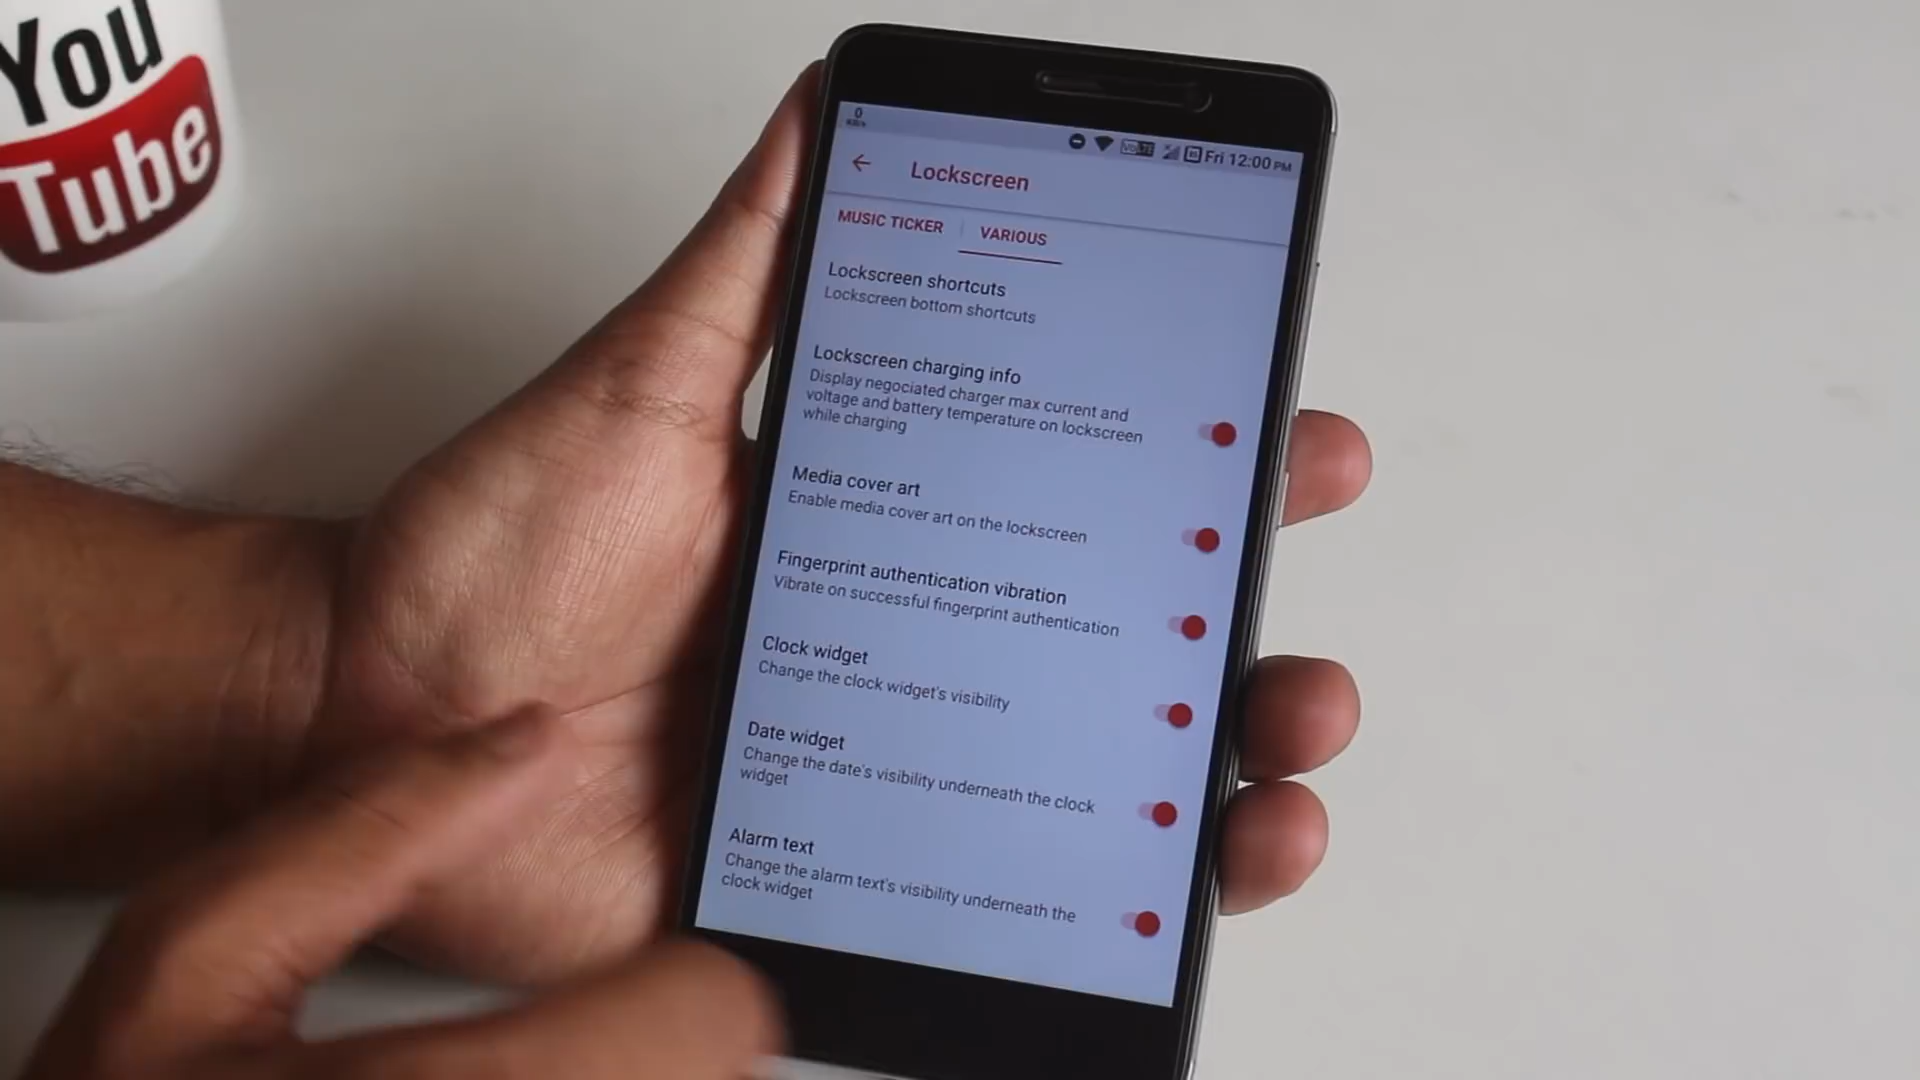 You
Tube
0
KB/s
VoLTE
Fri 12:00 PM
Lockscreen
MUSIC TICKER
VARIOUS
Lockscreen shortcuts
Lockscreen bottom shortcuts
Lockscreen charging info
Display negociated charger max current and
voltage and battery temperature on lockscreen
while charging
Media cover art
Enable media cover art on the lockscreen
Fingerprint authentication vibration
Vibrate on successful fingerprint authentication
Clock widget
Change the clock widget's visibility
Date widget
Change the date's visibility underneath the clock
widget
Alarm text
Change the alarm text's visibility underneath the
clock widget